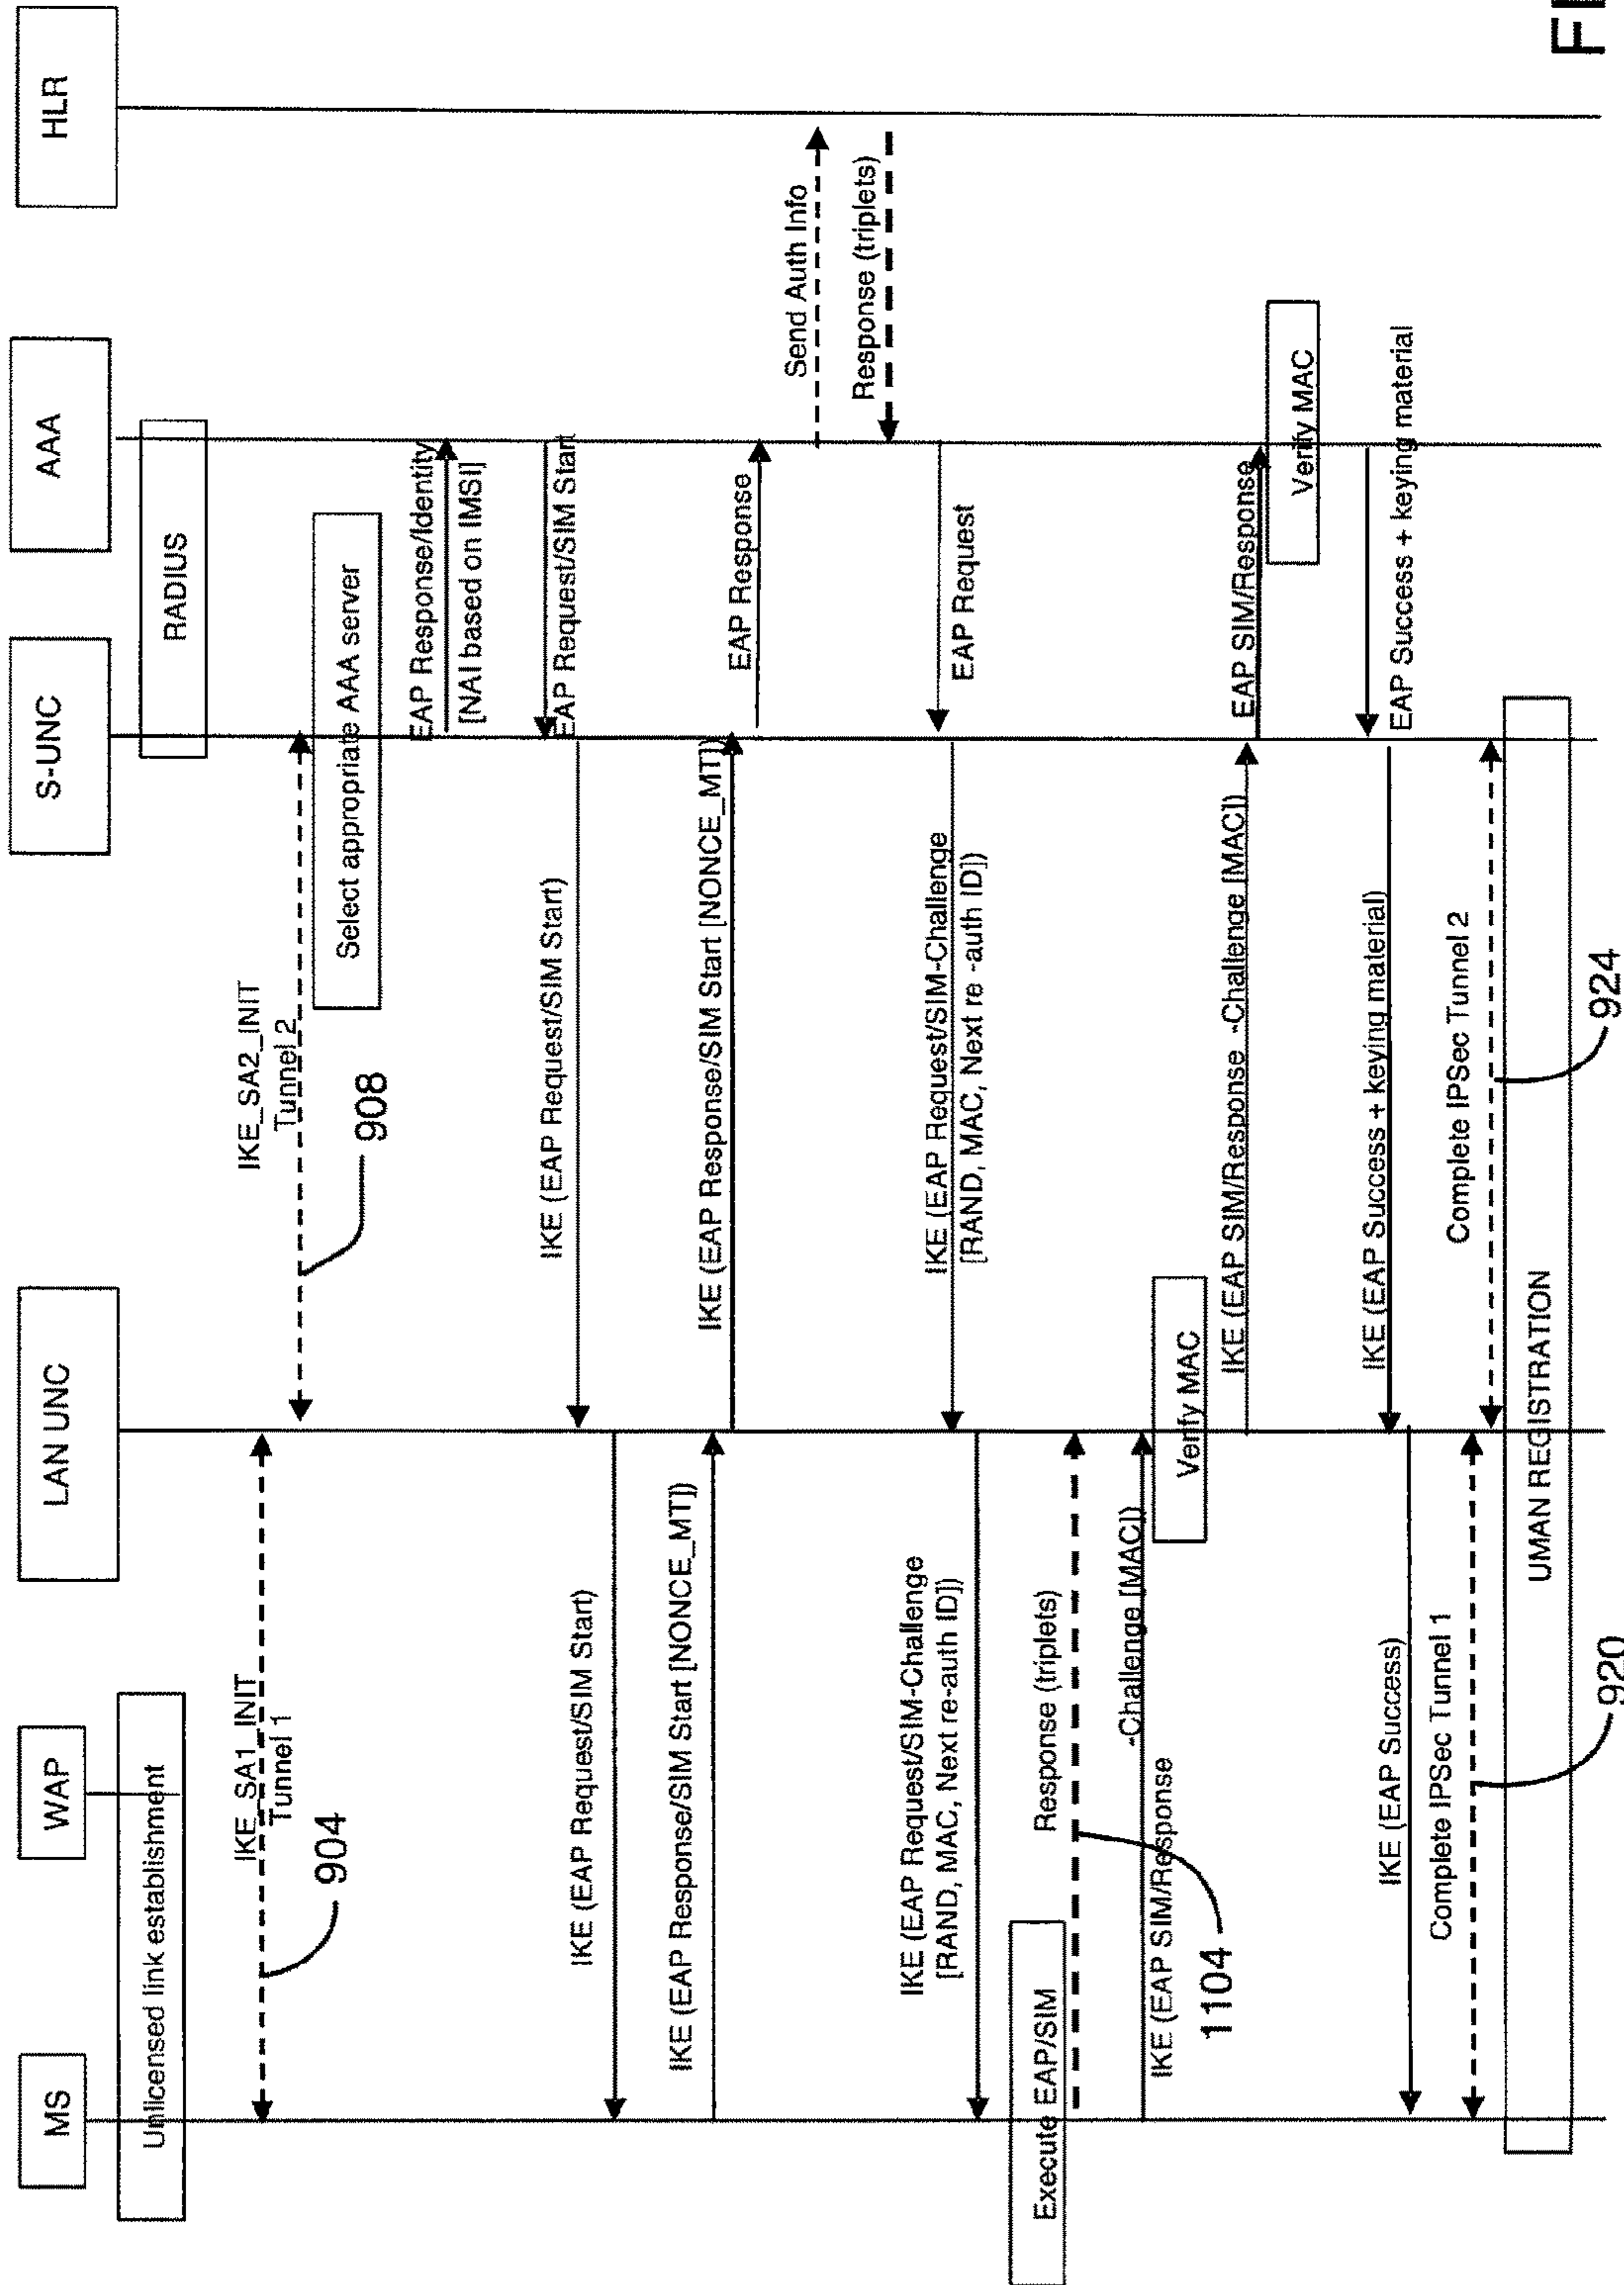 MS
WAP
LAN UNC
S-UNC
AAA
HLR
Unlicensed link establishment
RADIUS
IKE_SA1_INIT
Tunnel 1
904
IKE_SA2_INIT
Tunnel 2
908
Select appropriate AAA server
EAP Response/Identity
[NAI based on IMSI]
EAP Request/SIM Start
IKE (EAP Request/SIM Start)
IKE (EAP Request/SIM Start)
IKE (EAP Response/SIM Start [NONCE_MT])
IKE (EAP Response/SIM Start [NONCE_MT])
EAP Response
Send Auth Info
Response (triplets)
EAP Request
IKE (EAP Request/SIM-Challenge
[RAND, MAC, Next re -auth ID])
IKE (EAP Request/SIM-Challenge
[RAND, MAC, Next re-auth ID])
Execute EAP/SIM
Response (triplets)
1104
-Challenge [MAC])
IKE (EAP SIM/Response
Verify MAC
IKE (EAP SIM/Response -Challenge [MAC])
EAP SIM/Response
Verify MAC
EAP Success + keying material
IKE (EAP Success + keying material)
IKE (EAP Success)
Complete IPSec Tunnel 1
920
Complete IPSec Tunnel 2
924
UMAN REGISTRATION